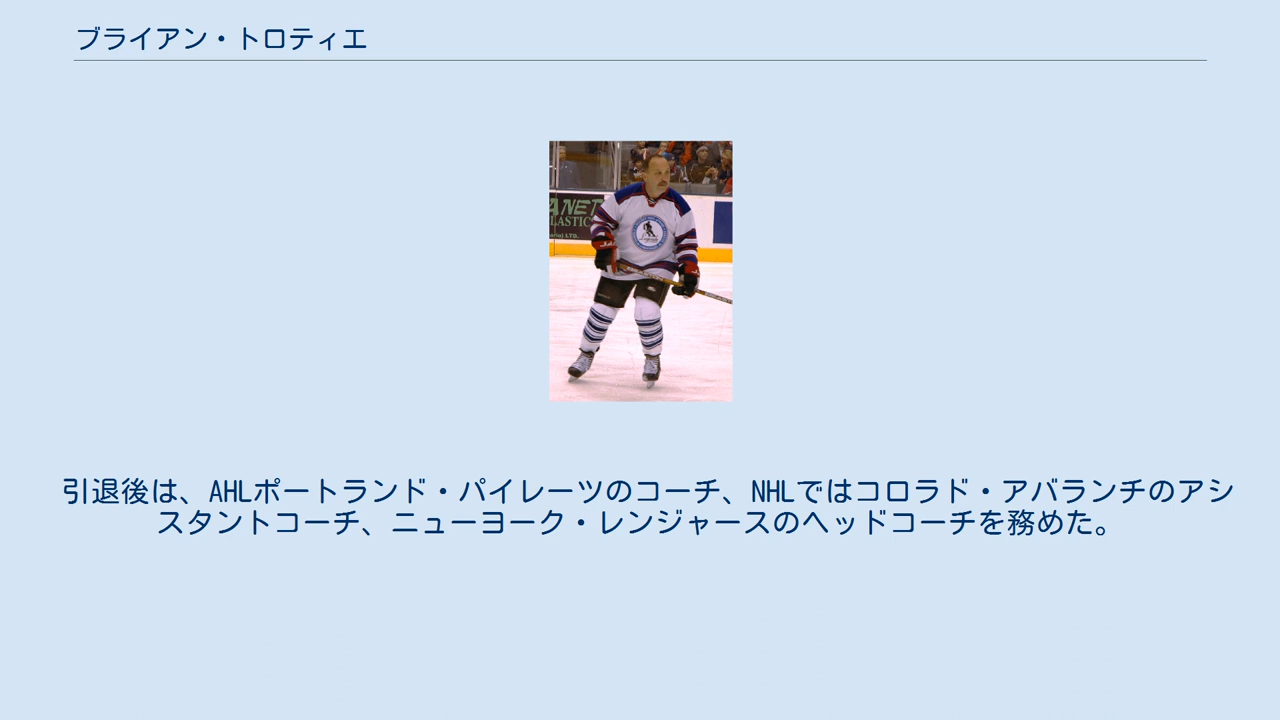 ブライアン・トロティエ
ANET
LASTIC
LTD.
引退後は、AHLポートランド・パイレーツのコーチ、NHLではコロラド・アバランチのアシ
スタントコーチ、ニューヨーク・レンジャースのヘッドコーチを務めた。